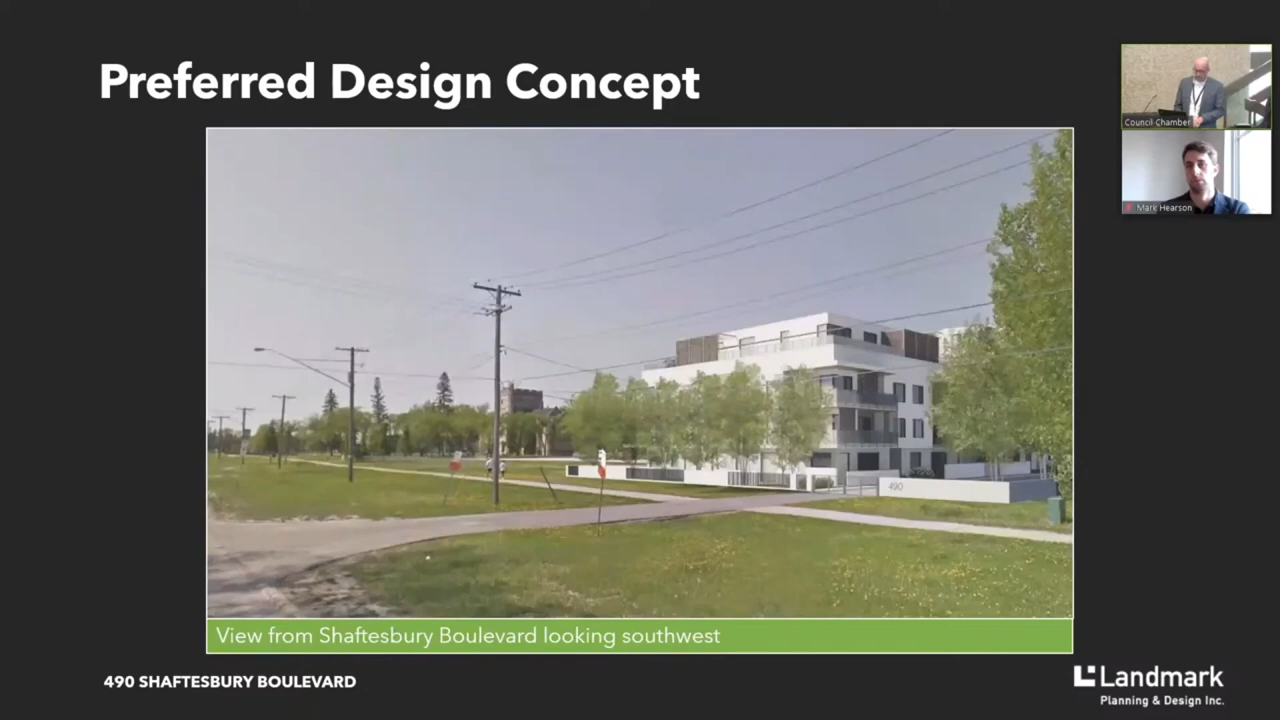 Preferred Design Concept
Council Chamber
Mark Hearson
490
View from Shaftesbury Boulevard looking southwest
490 SHAFTESBURY BOULEVARD
Landmark
Planning & Design Inc.